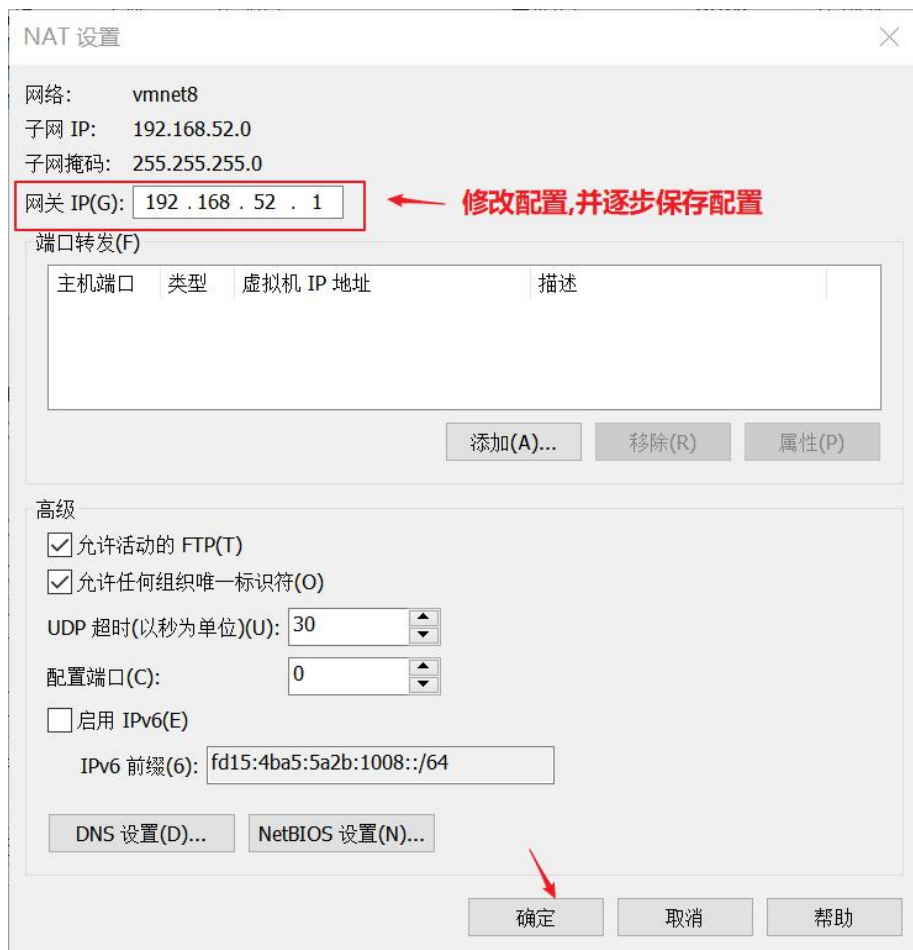 NAT 设置
网络: vmnet8
子网 IP: 192.168.52.0
子网掩码: 255.255.255.0
网关 IP(G): 192 . 168 . 52 . 1 修改配置,并逐步保存配置
端口转发(F)
主机端口 类型 虚拟机 IP 地址 描述
添加(A)... 移除(R) 属性(P)
高级
允许活动的 FTP(T)
允许任何组织唯一标识符(O)
UDP 超时(以秒为单位)(U): 30
配置端口(C): 0
启用 IPv6(E)
IPv6 前缀(6): fd15:4ba5:5a2b:1008::/64
DNS 设置(D)... NetBIOS 设置(N)...
确定 取消 帮助